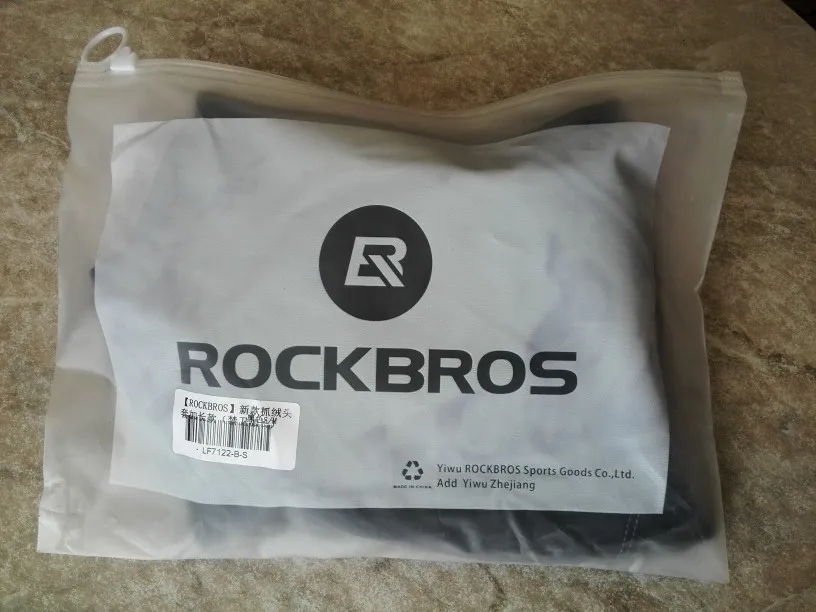 R
ROCKBROS
【ROCKBROS】新款抓绒头
套加长款
LF7122-B-S
MADE IN CHINA
Yiwu ROCKBROS Sports Goods Co.,Ltd.
Add Yiwu Zhejiang